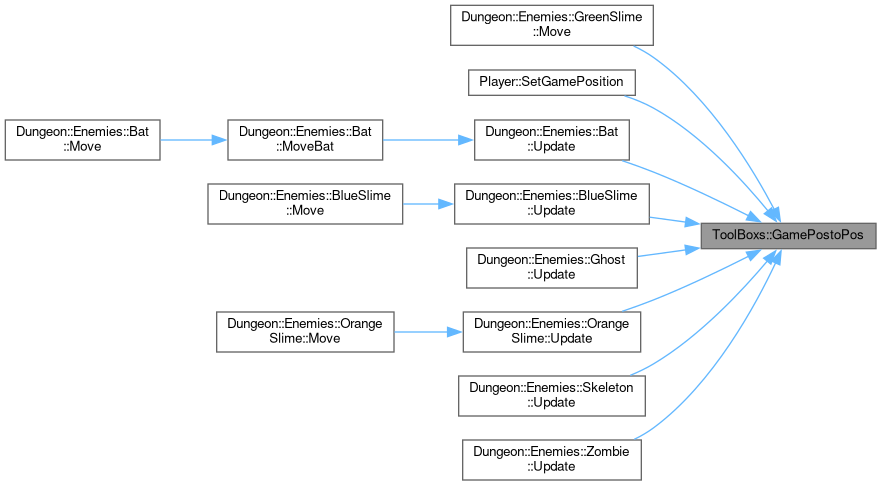 Dungeon::Enemies::GreenSlime
::Move
Player::SetGamePosition
Dungeon::Enemies::Bat
::Move
Dungeon::Enemies::Bat
::MoveBat
Dungeon::Enemies::Bat
::Update
Dungeon::Enemies::BlueSlime
::Move
Dungeon::Enemies::BlueSlime
::Update
ToolBoxs::GamePostoPos
Dungeon::Enemies::Ghost
::Update
Dungeon::Enemies::Orange
Slime::Move
Dungeon::Enemies::Orange
Slime::Update
Dungeon::Enemies::Skeleton
::Update
Dungeon::Enemies::Zombie
::Update